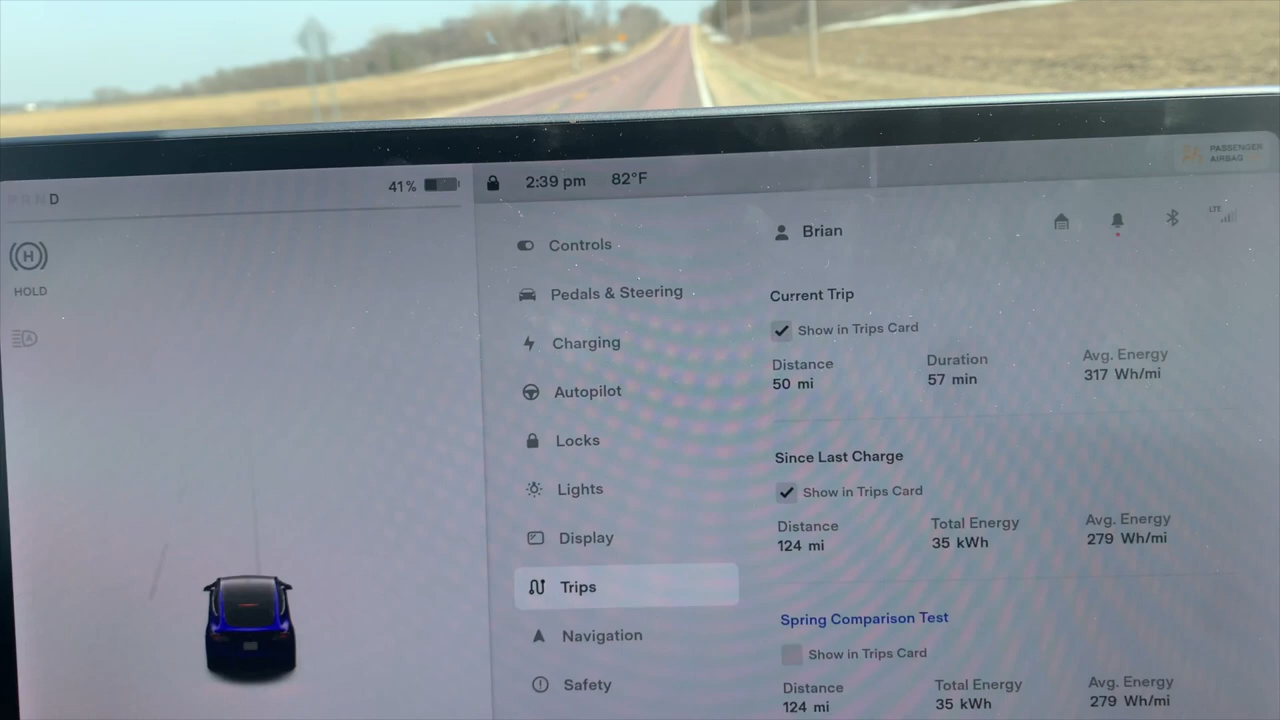 PRND
41%
2:39 pm
82°F
PASSENGER
AIRBAG
HOLD
A
LTE
Brian
Controls
Pedals & Steering
Charging
Autopilot
Locks
Lights
Display
Trips
Navigation
Safety
Current Trip
Show in Trips Card
Distance Duration Avg. Energy
50 mi 57 min 317 Wh/mi
Since Last Charge
Show in Trips Card
Distance Total Energy Avg. Energy
124 mi 35 kWh 279 Wh/mi
Spring Comparison Test
Show in Trips Card
Distance Total Energy Avg. Energy
124 mi 35 kWh 279 Wh/mi